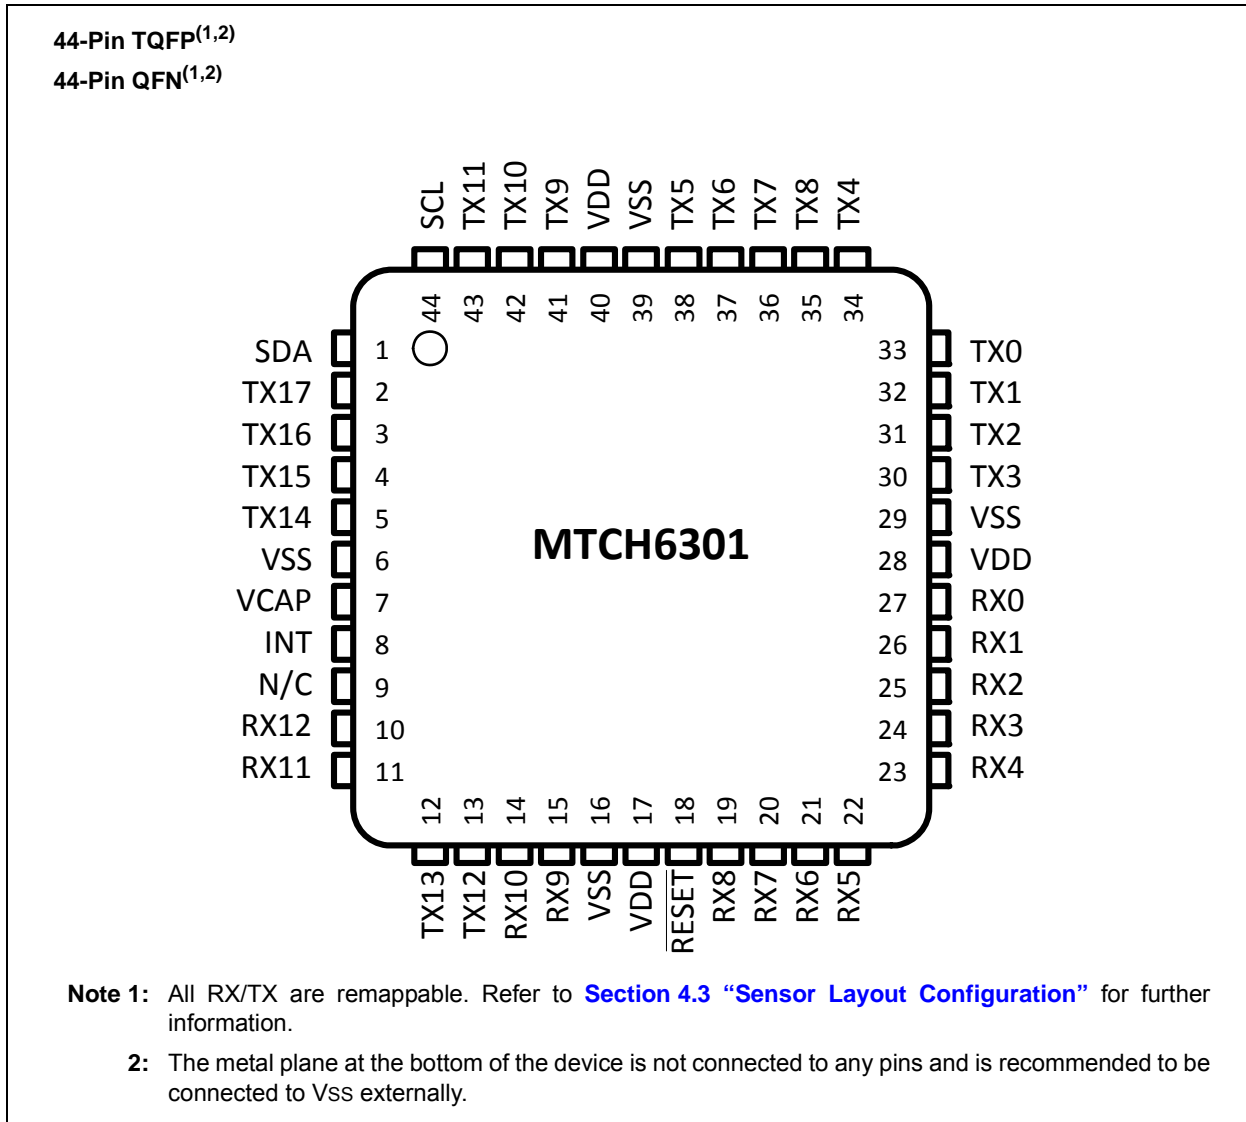 44-Pin TQFP(1,2)
44-Pin QFN(1,2)
SCL TX11 TX10 TX9 VDD VSS TX5 TX6 TX7 TX8 TX4
44 43 42 41 40 39 38 37 36 35 34
SDA 1 33 TX0
TX17 2 32 TX1
TX16 3 31 TX2
TX15 4 30 TX3
TX14 5 29 VSS
VSS 6 28 VDD
VCAP 7 27 RX0
INT 8 26 RX1
N/C 9 25 RX2
RX12 10 24 RX3
RX11 11 23 RX4
MTCH6301
12 13 14 15 16 17 18 19 20 21 22
TX13 TX12 RX10 RX9 VSS VDD RESET RX8 RX7 RX6 RX5
Note 1: All RX/TX are remappable. Refer to Section 4.3 “Sensor Layout Configuration” for further
information.
2: The metal plane at the bottom of the device is not connected to any pins and is recommended to be
connected to VSS externally.